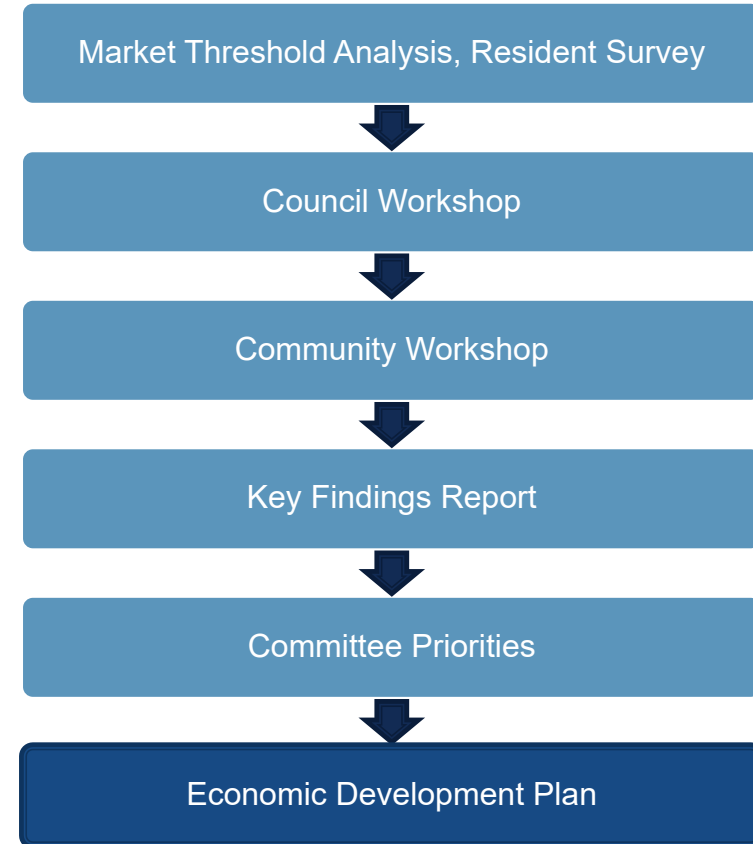 Market Threshold Analysis, Resident Survey
Council Workshop
Community Workshop
Key Findings Report
Committee Priorities
Economic Development Plan